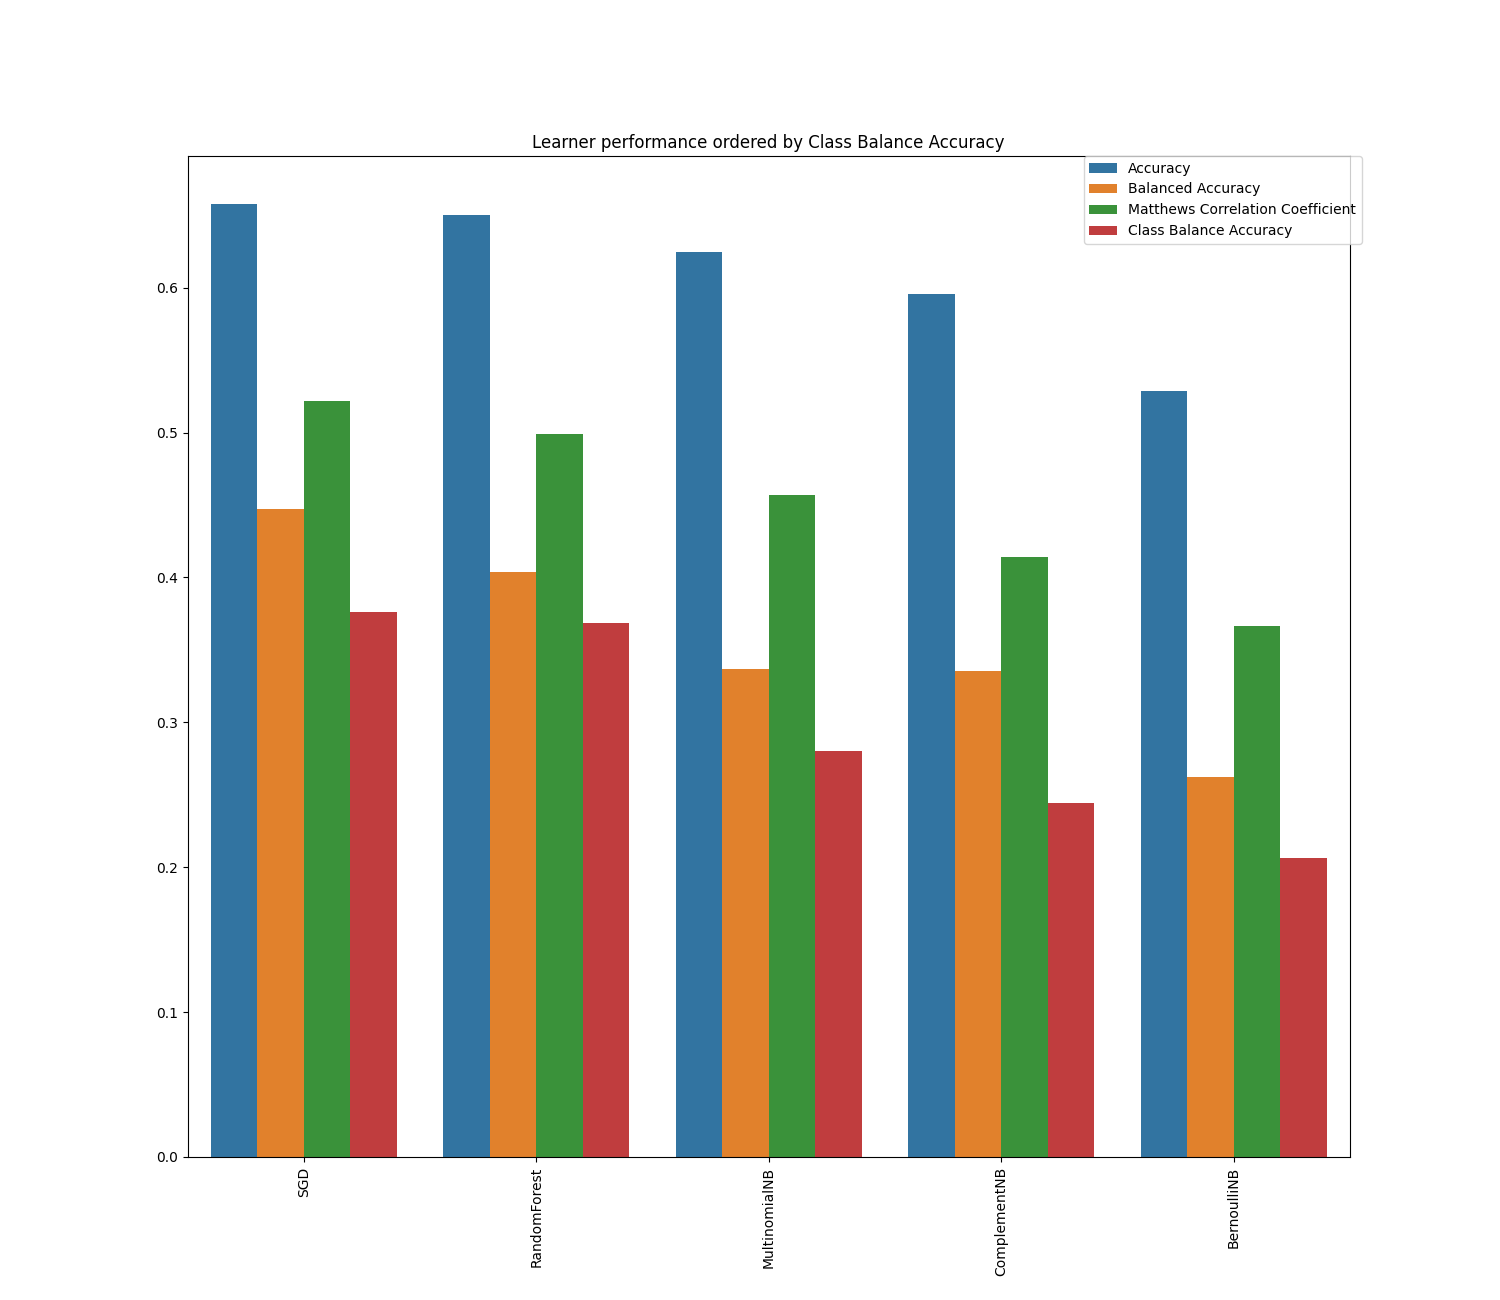 Learner performance ordered by Class Balance Accuracy
Accuracy
Balanced Accuracy
Matthews Correlation Coefficient
Class Balance Accuracy
0.6
0.5
0.4
0.3
0.2
0.1
0.0
SGD
RandomForest
MultinomialNB
ComplementNB
BernoulliNB